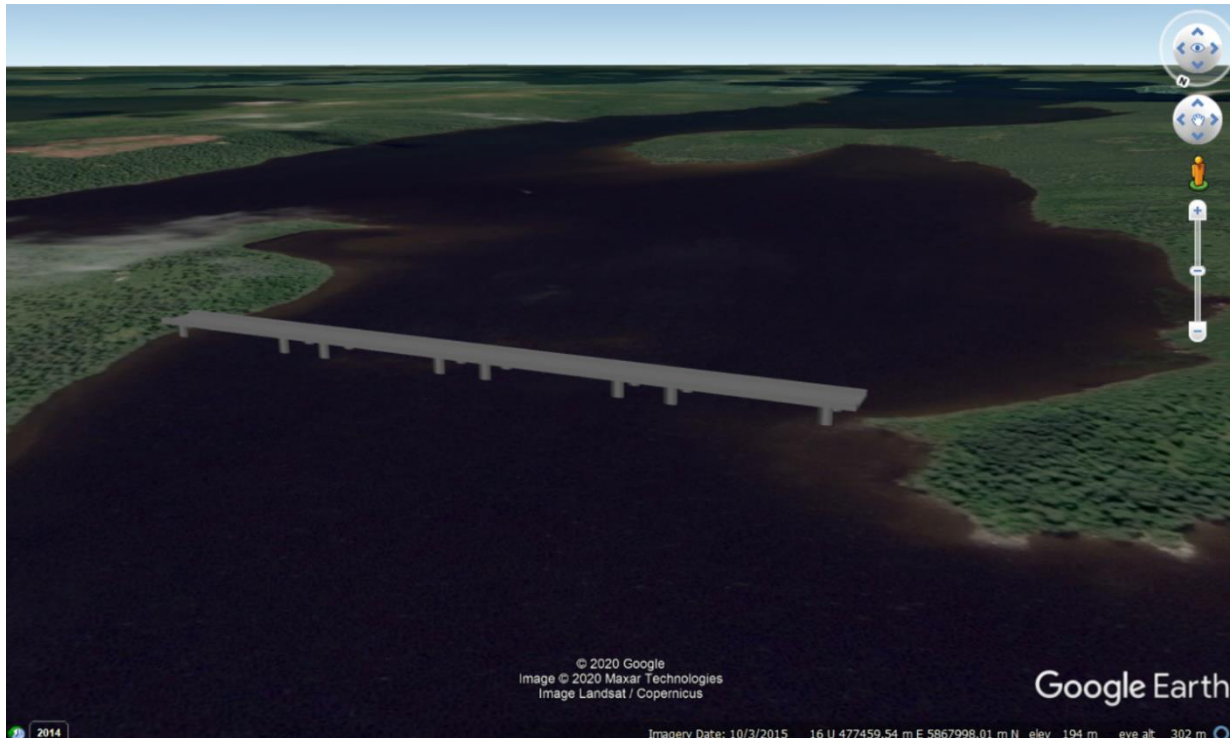 N
© 2020 Google
Image © 2020 Maxar Technologies
Image Landsat / Copernicus
Google Earth
2014
Imagery Date: 10/3/2015 16 U 477459.54 m E 5867998.01 m N elev 194 m eye alt 302 m